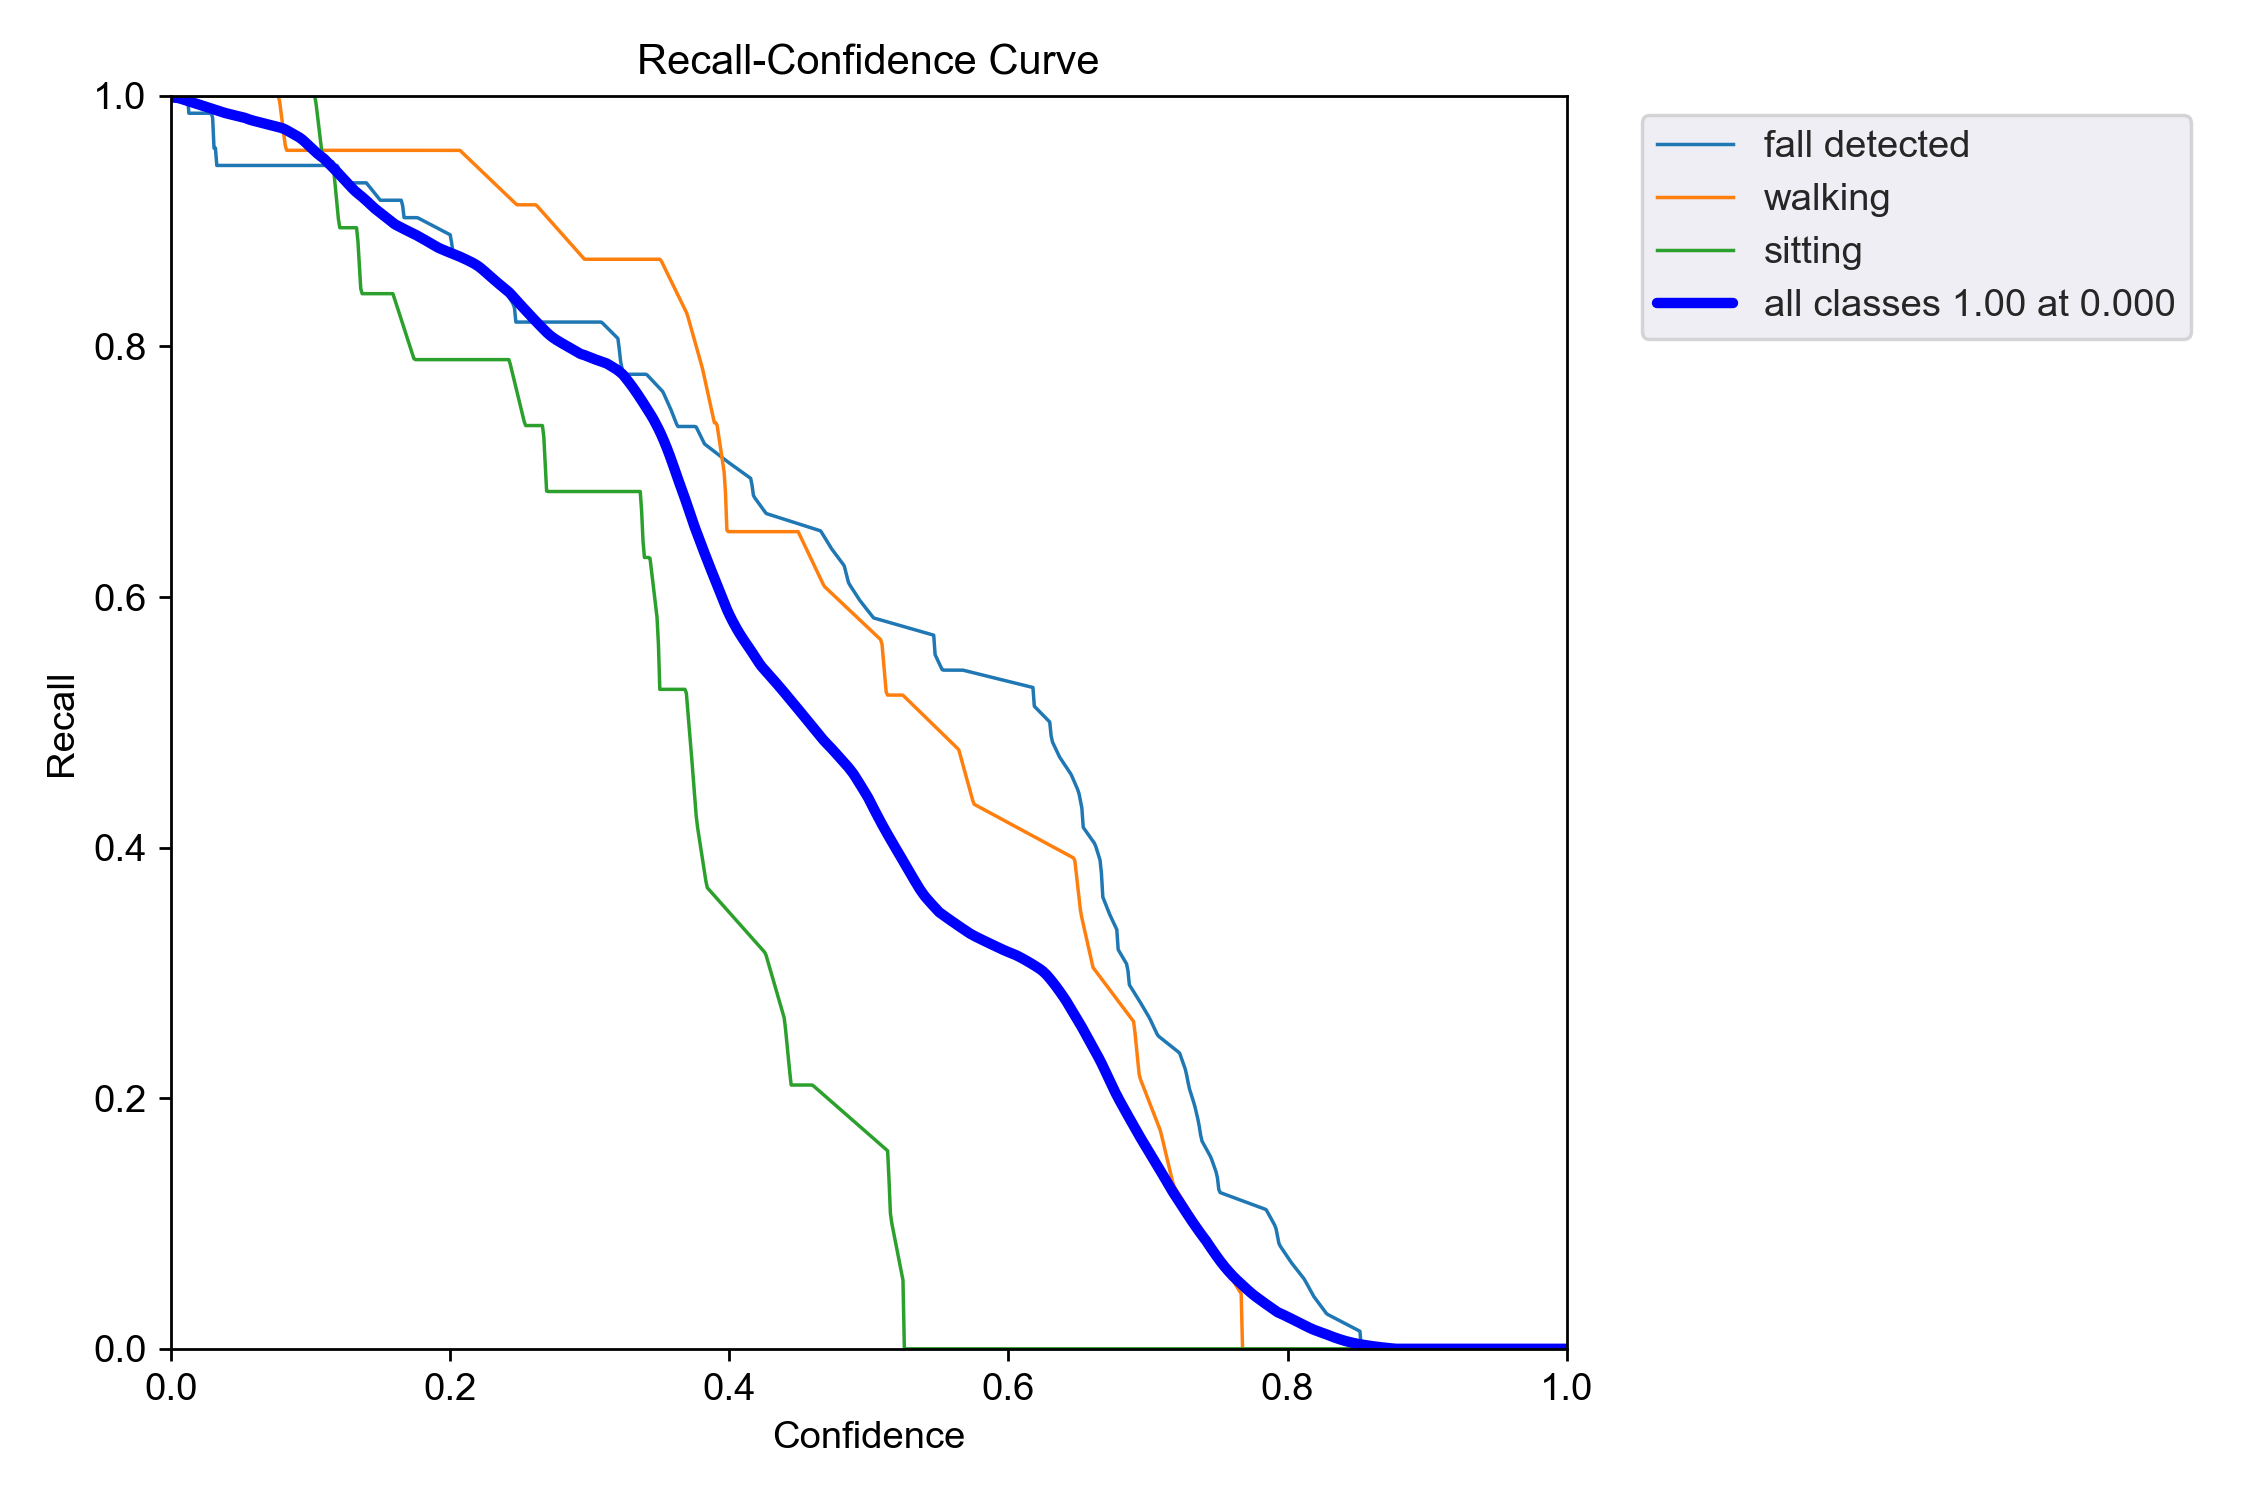 Recall-Confidence Curve
fall detected
walking
sitting
all classes 1.00 at 0.000
Recall
1.0
0.8
0.6
0.4
0.2
0.0
0.0 0.2 0.4 0.6 0.8 1.0
Confidence